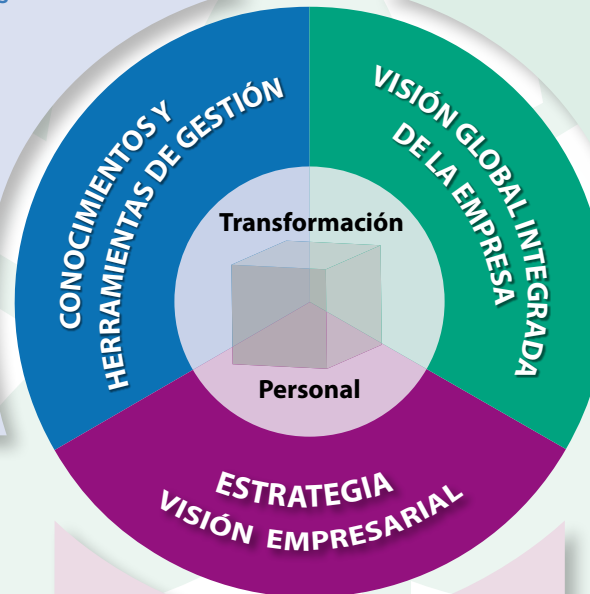 CONOCIMIENTOS Y
HERRAMIENTAS DE GESTIÓN
VISIÓN GLOBAL INTEGRADA
DE LA EMPRESA
Transformación
Personal
ESTRATEGIA
VISIÓN EMPRESARIAL